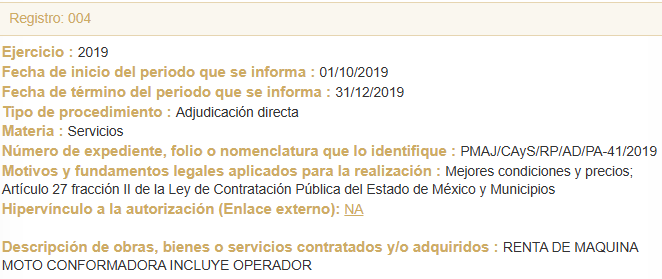 Registro: 004
Ejercicio : 2019
Fecha de inicio del periodo que se informa : 01/10/2019
Fecha de término del periodo que se informa : 31/12/2019
Tipo de procedimiento : Adjudicación directa
Materia : Servicios
Número de expediente, folio o nomenclatura que lo identifique : PMAJ/CAyS/RP/AD/PA-41/2019
Motivos y fundamentos legales aplicados para la realización : Mejores condiciones y precios;
Artículo 27 fracción II de la Ley de Contratación Pública del Estado de México y Municipios
Hipervínculo a la autorización (Enlace externo): NA
Descripción de obras, bienes o servicios contratados y/o adquiridos : RENTA DE MAQUINA
MOTO CONFORMADORA INCLUYE OPERADOR